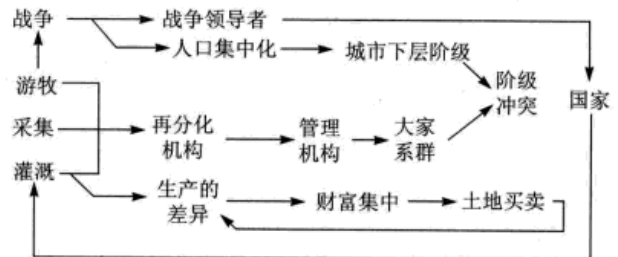 战争
战争领导者
人口集中化
城市下层阶级
游牧
阶级
冲突
国家
采集
再分化
机构
管理
机构
大家
系群
灌溉
生产的
差异
财富集中
土地买卖